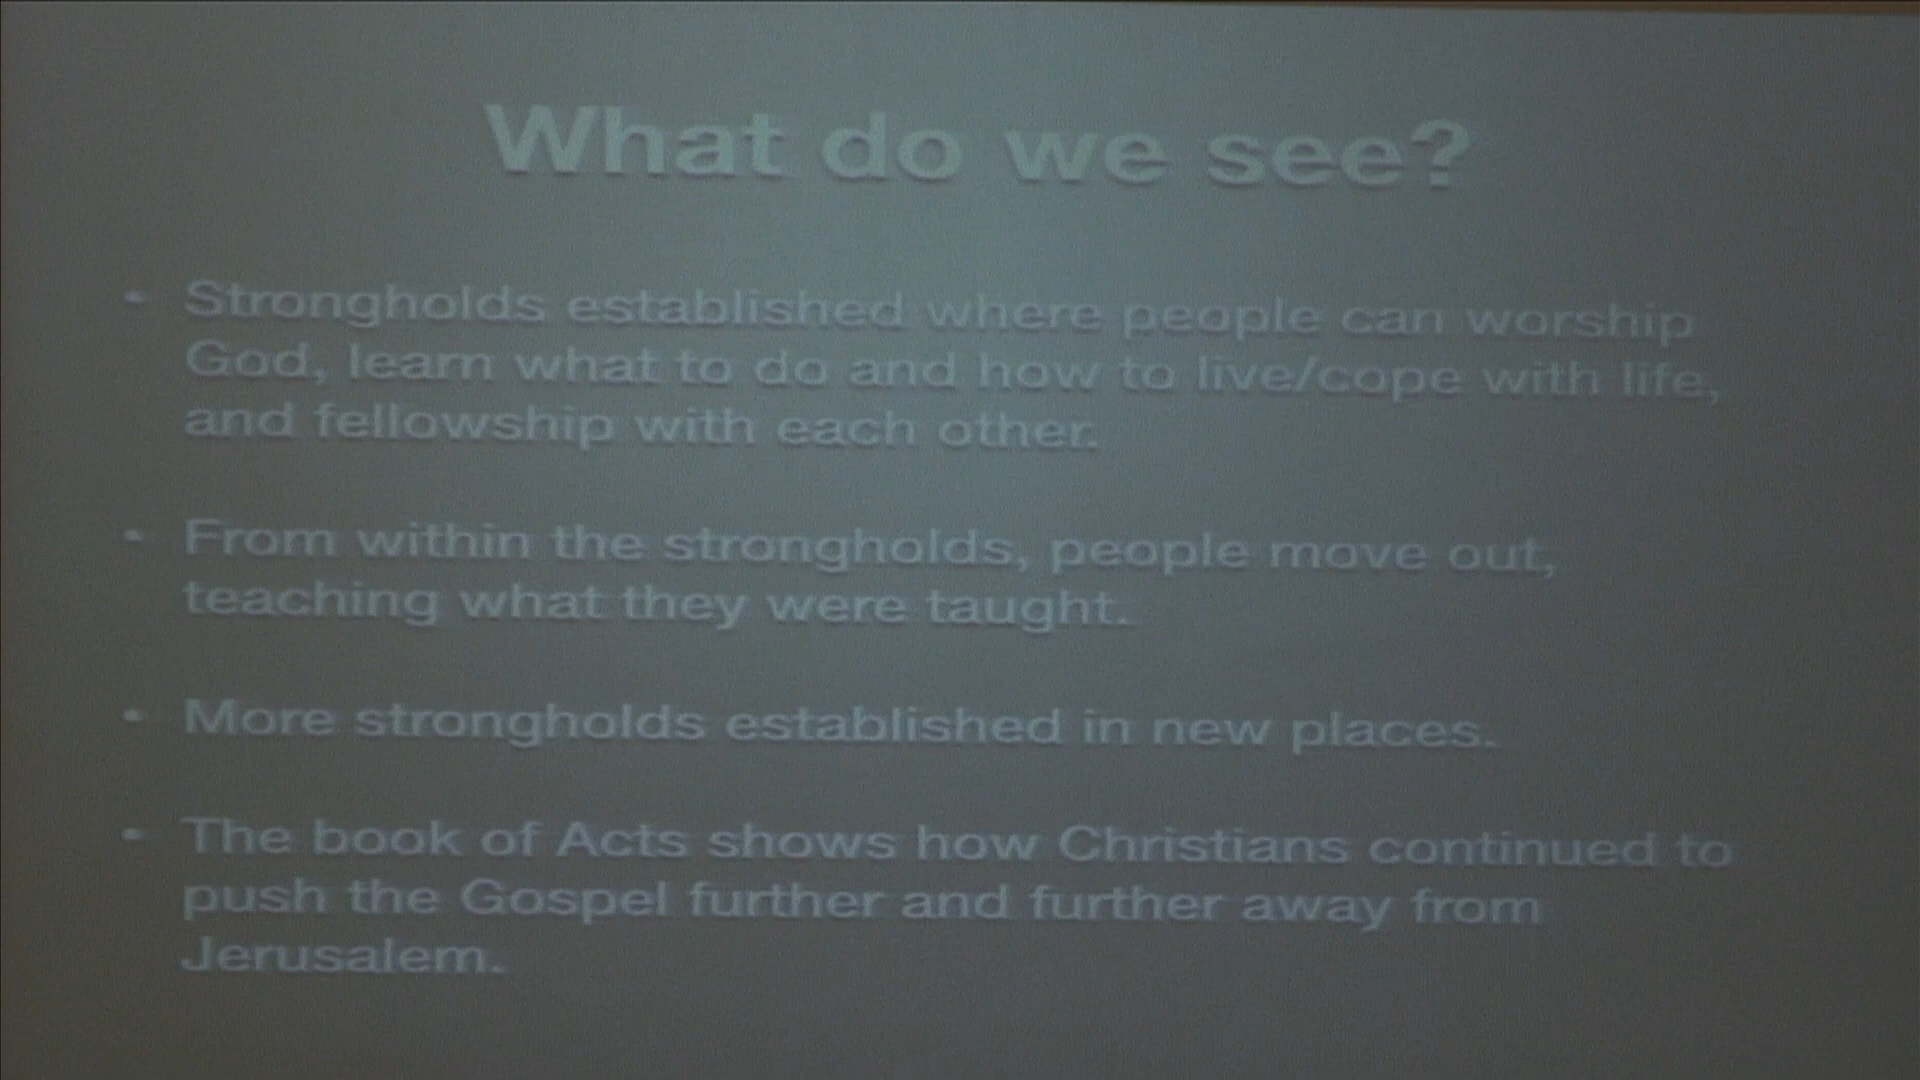 What do we see?
• Strongholds established where people can worship
God, learn what to do and how to live/cope with life,
and fellowship with each other.
• From within the strongholds, people move out,
teaching what they were taught.
• More strongholds established in new places.
• The book of Acts shows how Christians continued to
push the Gospel further and further away from
Jerusalem.